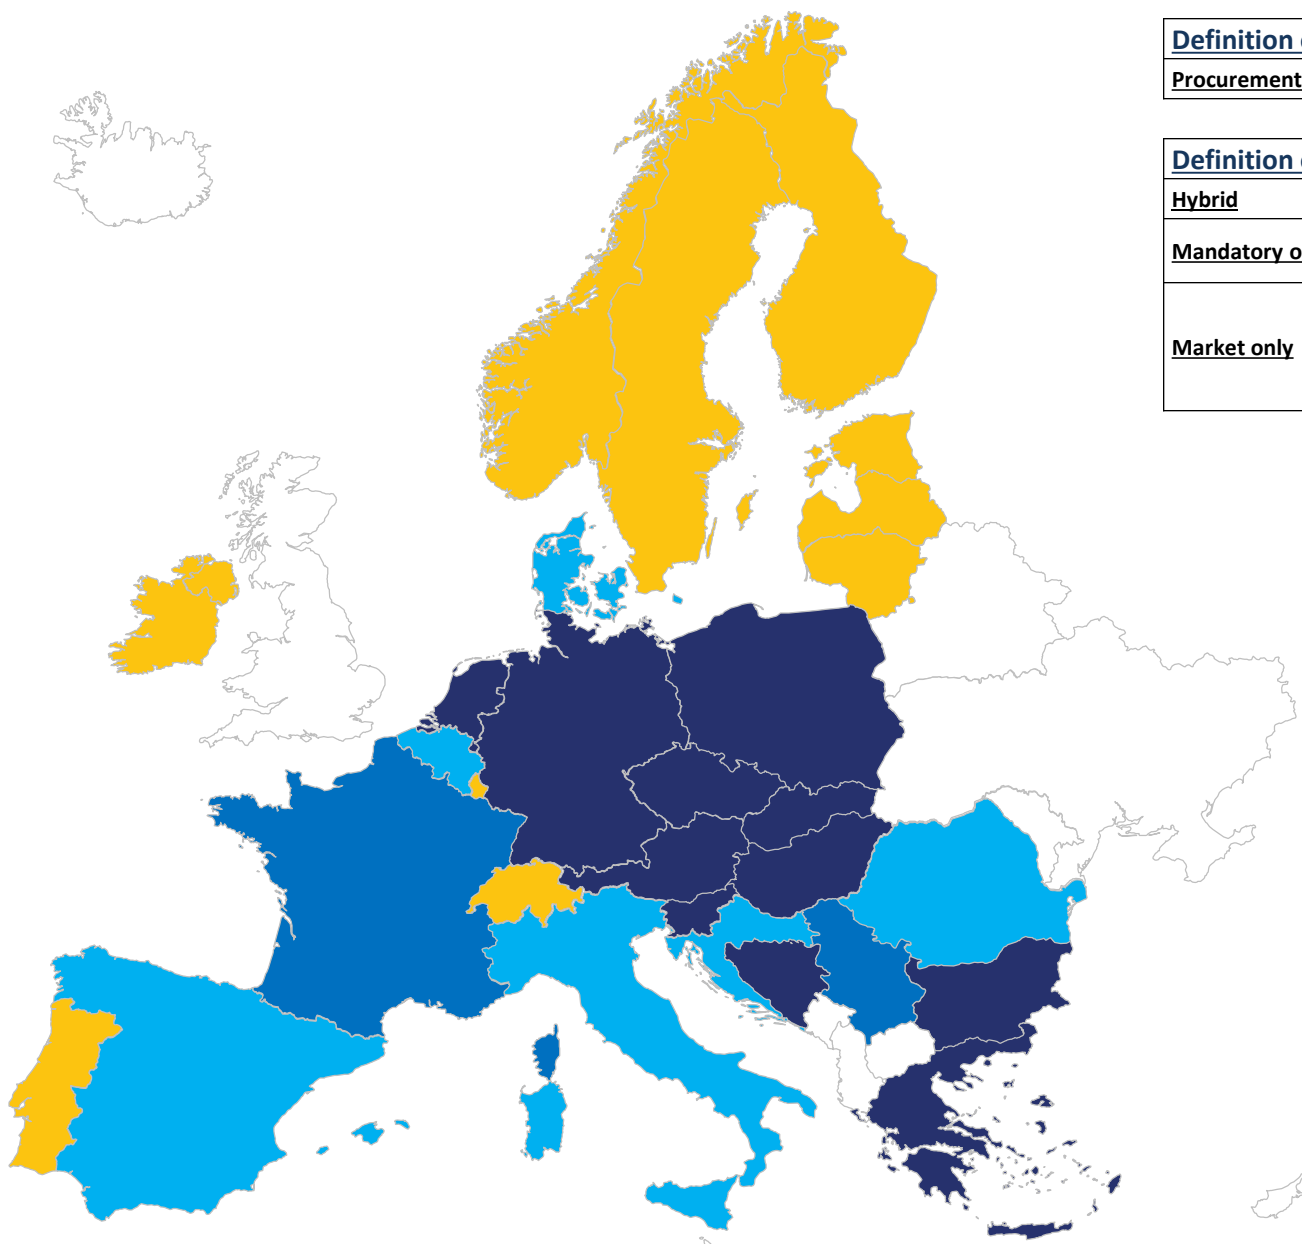 Definition
Procurement
Definition
Hybrid
Mandatory
Market only